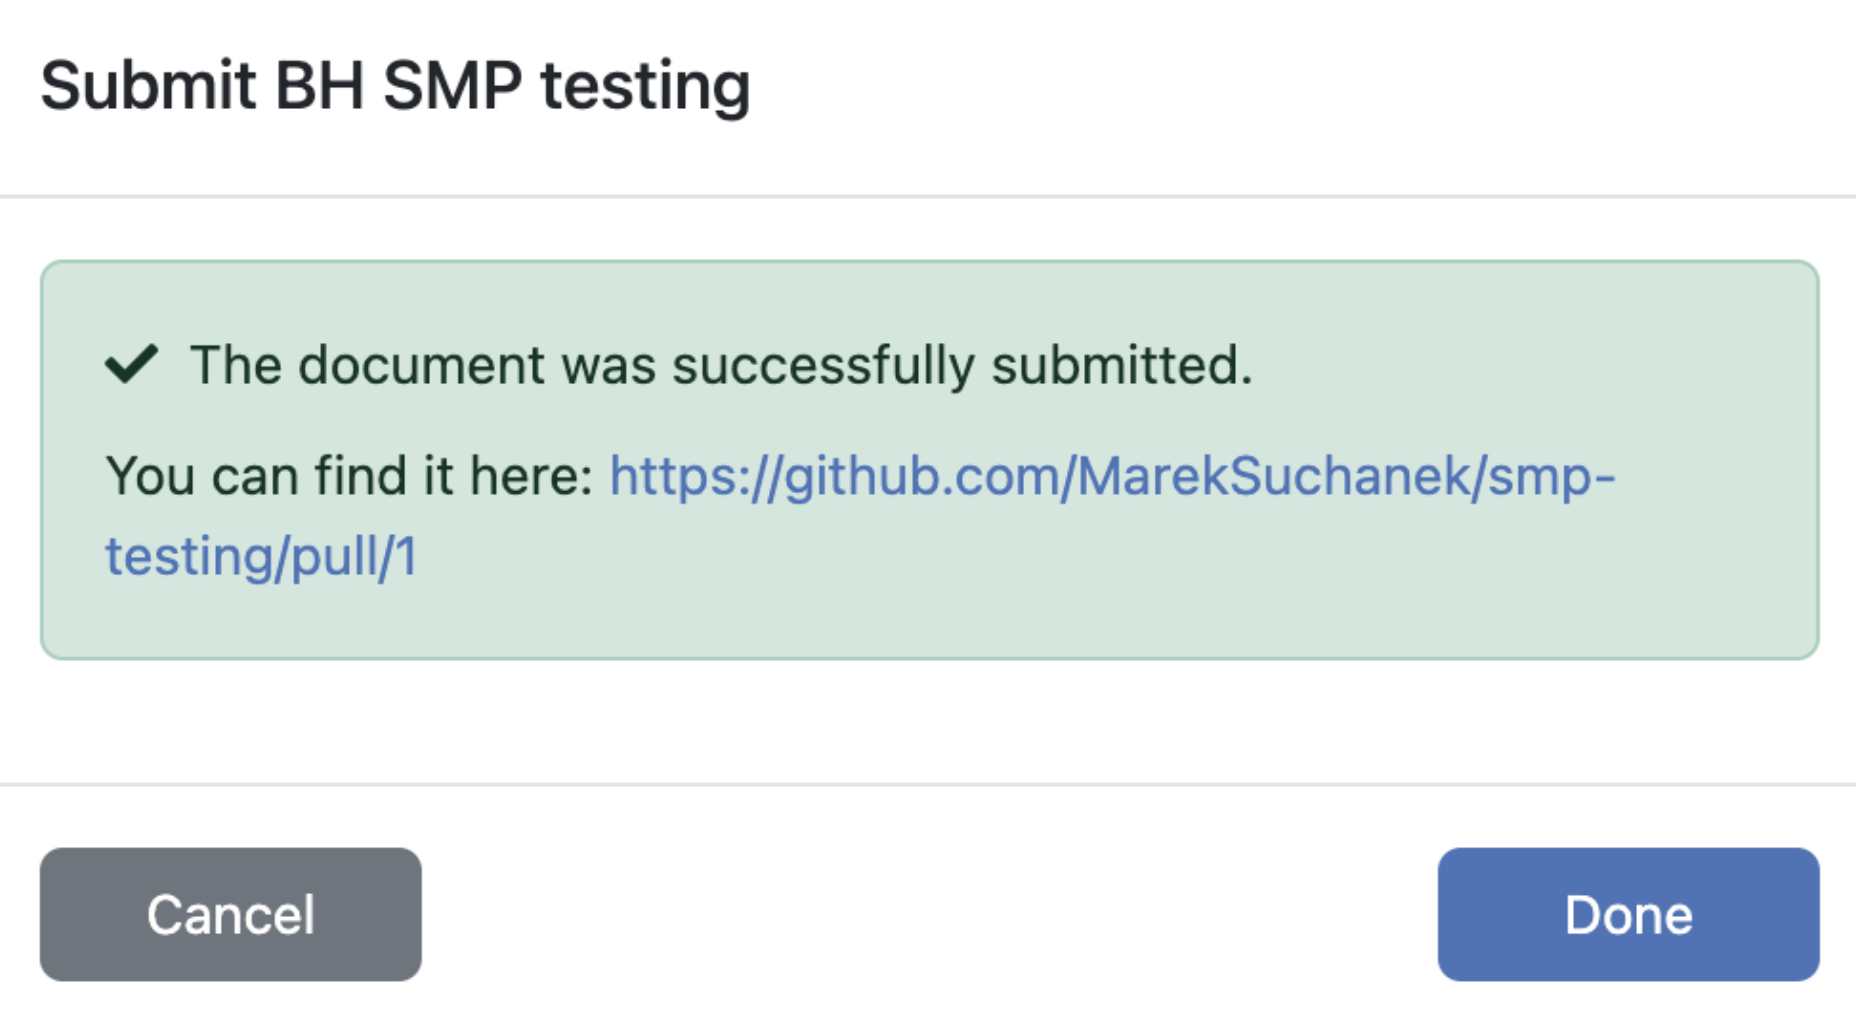 Submit BH SMP testing
The document was successfully submitted.
You can find it here: https://github.com/MarekSuchanek/smp-
testing/pull/1
Cancel
Done